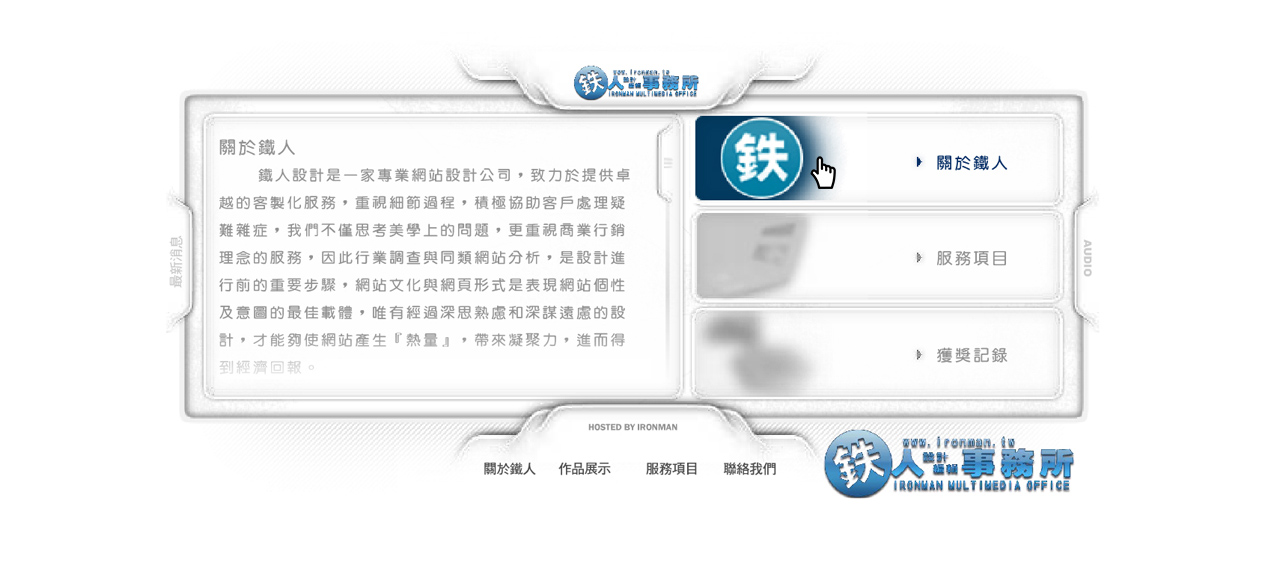 www.ironman.tw
鉄人設計編輯事務所
IRONMAN MULTIMEDIA OFFICE
關於鐵人
鐵人設計是一家專業網站設計公司，致力於提供卓
越的客製化服務，重視細節過程，積極協助客戶處理疑
難雜症，我們不僅思考美學上的問題，更重視商業行銷
理念的服務，因此行業調查與同類網站分析，是設計進
行前的重要步驟，網站文化與網頁形式是表現網站個性
及意圖的最佳載體，唯有經過深思熟慮和深謀遠慮的設
計，才能夠使網站產生『熱量』，帶來凝聚力，進而得
到經濟回報。
鉄
關於鐵人
服務項目
獲獎記錄
最新消息
AUDIO
HOSTED BY IRONMAN
關於鐵人 作品展示 服務項目 聯絡我們
www.ironman.tw
鉄人設計編輯事務所
IRONMAN MULTIMEDIA OFFICE